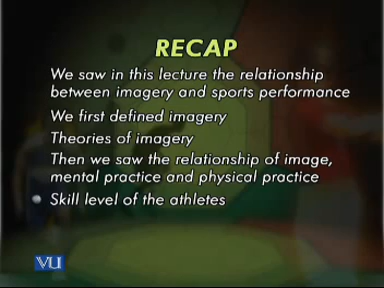 RECAP
We saw in this lecture the relationship
between imagery and sports performance
We first defined imagery
Theories of imagery
Then we saw the relationship of image,
mental practice and physical practice
Skill level of the athletes
VU